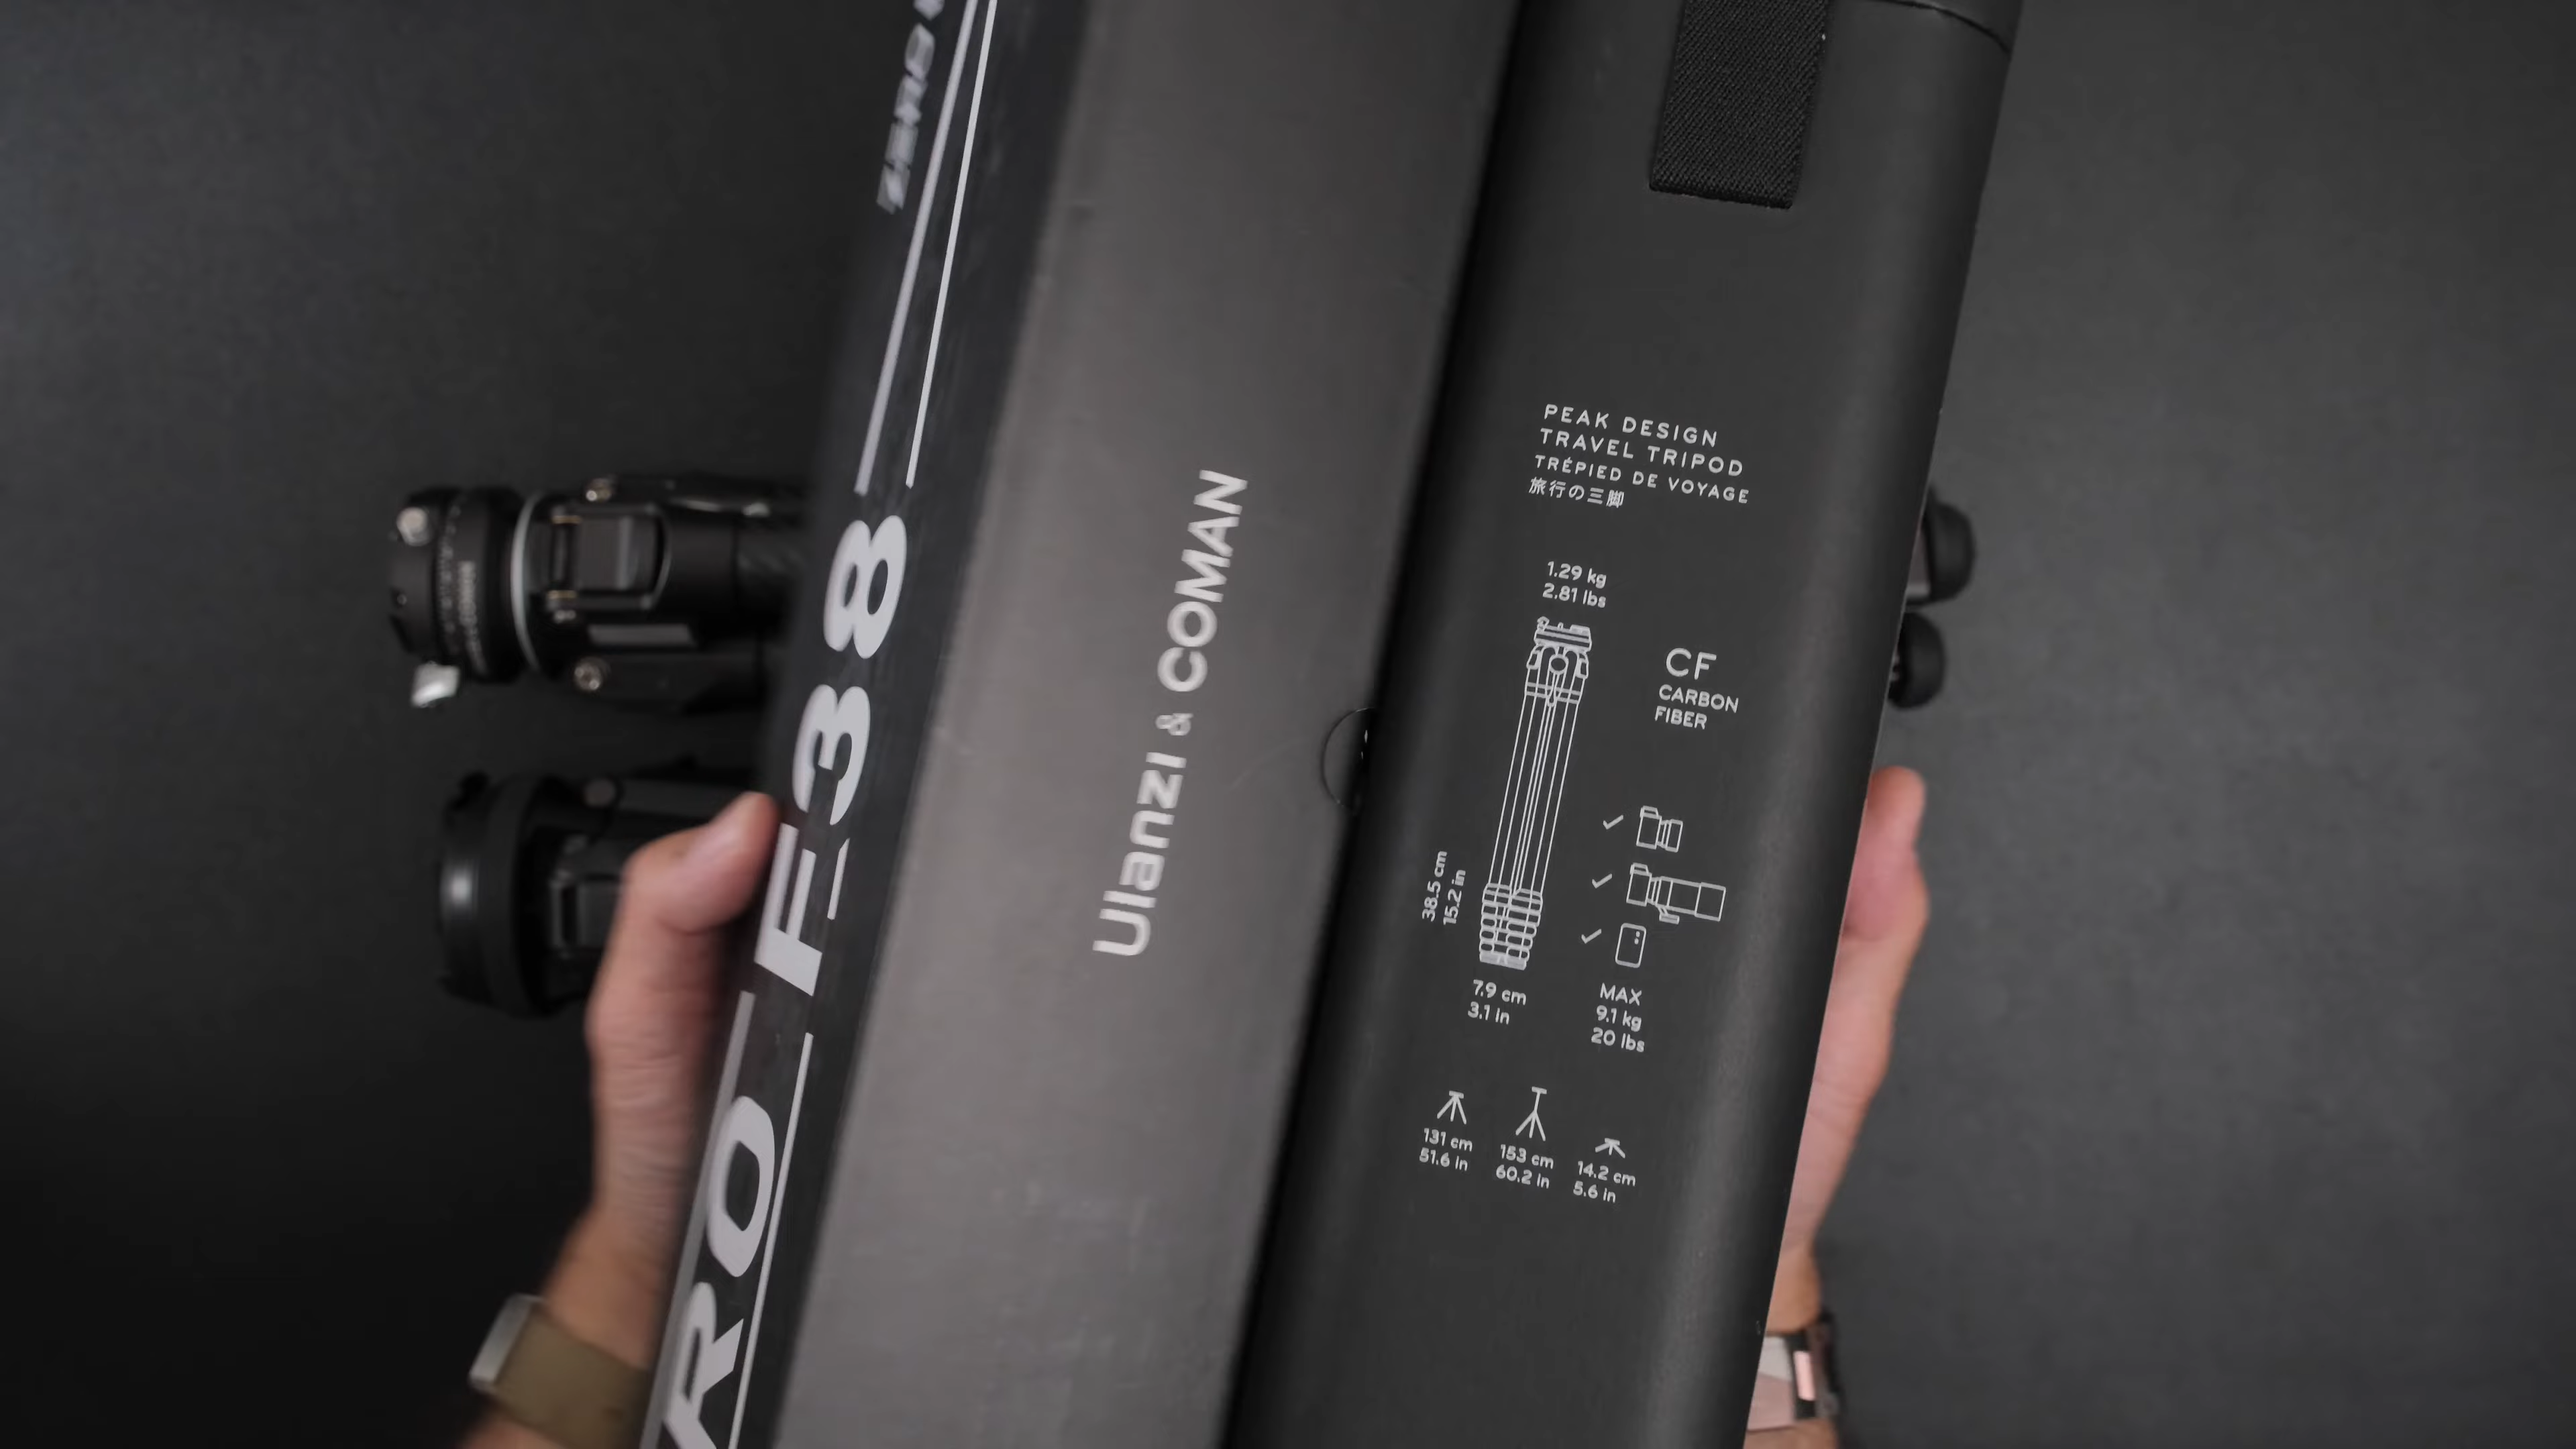 ZERO
RO F38
Ulanzi & COMAN
PEAK DESIGN
TRAVEL TRIPOD
TRÉPIED DE VOYAGE
旅行の三脚
1.29 kg
2.81 lbs
CF
CARBON
FIBER
38.5 cm
15.2 in
7.9 cm
3.1 in
MAX
9.1 kg
20 lbs
131 cm
51.6 in
153 cm
60.2 in
14.2 cm
5.6 in